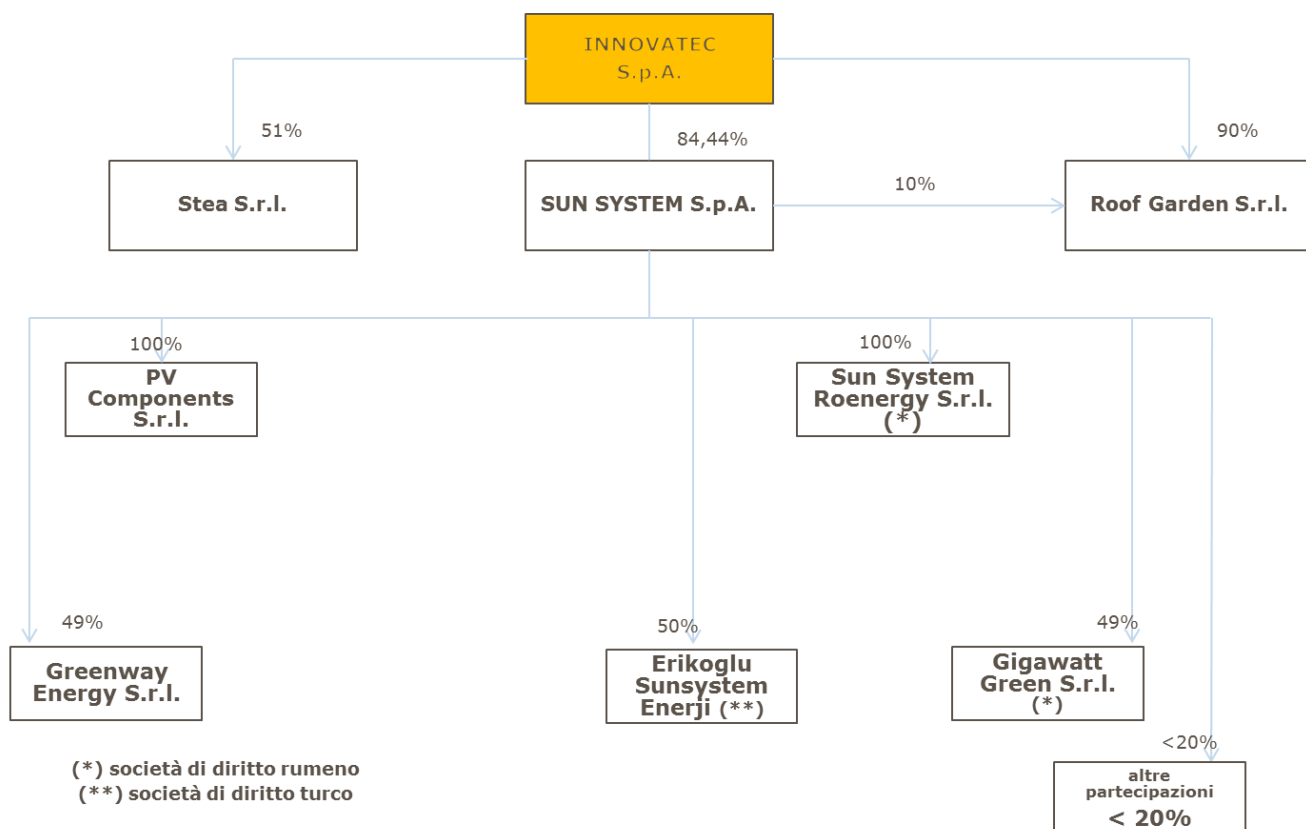 INNOVATEC
S.p.A.
51%
84,44%
90%
Stea S.r.l.
SUN SYSTEM S.p.A.
10%
Roof Garden S.r.l.
100%
PV
Components
S.r.l.
100%
Sun System
Roenergy S.r.l.
(*)
49%
Greenway
Energy S.r.l.
50%
Erikoglu
Sunsystem
Enerji (**)
49%
Gigawatt
Green S.r.l.
(*)
<20%
altre
partecipazioni
< 20%
(*) società di diritto rumeno
(**) società di diritto turco